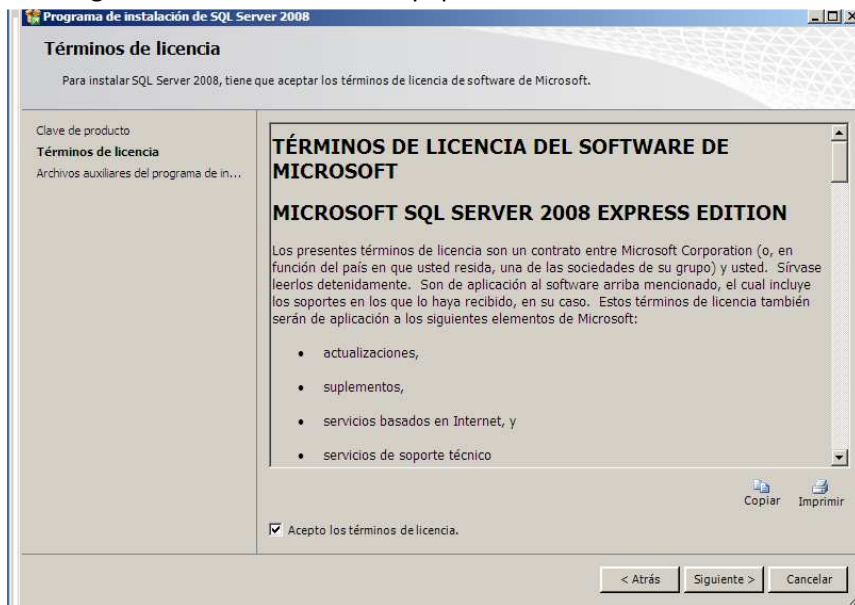 Programa de instalación de SQL Server 2008
Términos de licencia
Para instalar SQL Server 2008, tiene que aceptar los términos de licencia de software de Microsoft.
Clave de producto
Términos de licencia
Archivos auxiliares del programa de in...
TÉRMINOS DE LICENCIA DEL SOFTWARE DE
MICROSOFT
MICROSOFT SQL SERVER 2008 EXPRESS EDITION
Los presentes términos de licencia son un contrato entre Microsoft Corporation (o, en
función del país en que usted resida, una de las sociedades de su grupo) y usted.  Sírvase
leerlos detenidamente.  Son de aplicación al software arriba mencionado, el cual incluye
los soportes en los que lo haya recibido, en su caso.  Estos términos de licencia también
serán de aplicación a los siguientes elementos de Microsoft:
• actualizaciones,
• suplementos,
• servicios basados en Internet, y
• servicios de soporte técnico
Copiar Imprimir
Acepto los términos de licencia.
< Atrás Siguiente > Cancelar